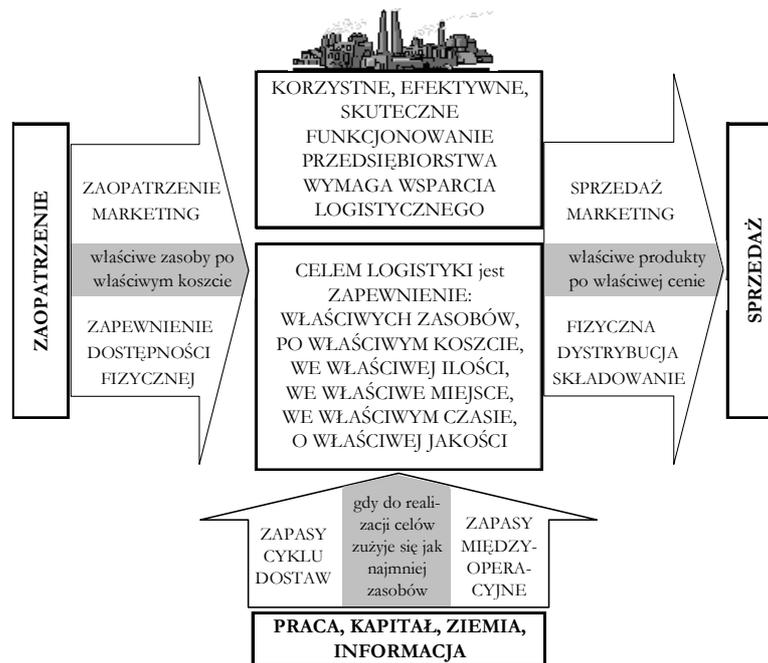 KORZYSTNE, EFEKTYWNE,
SKUTECZNE
FUNKCJONOWANIE
PRZEDSIĘBIORSTWA
WYMAGA WSPARCIA
LOGISTYCZNEGO
ZAOPATRZENIE
ZAOPATRZENIE
MARKETING
właściwe zasoby po
właściwym koszcie
ZAPEWNIENIE
DOSTĘPNOŚCI
FIZYCZNEJ
CELEM LOGISTYKI jest
ZAPEWNIENIE:
WŁAŚCIWYCH ZASOBÓW,
PO WŁAŚCIWYM KOSZCIE,
WE WŁAŚCIWEJ ILOŚCI,
WE WŁAŚCIWE MIEJSCE,
WE WŁAŚCIWYM CZASIE,
O WŁAŚCIWEJ JAKOŚCI
SPRZEDAŻ
MARKETING
właściwe produkty
po właściwej cenie
FIZYCZNA
DYSTRYBUCJA
SKŁADOWANIE
SPRZEDAŻ
ZAPASY
CYKLU
DOSTAW
gdy do reali-
zacji celów
zużyje się jak
najmniej
zasobów
ZAPASY
MIĘDZY-
OPERA-
CYJNE
PRACA, KAPITAŁ, ZIEMIA,
INFORMACJA